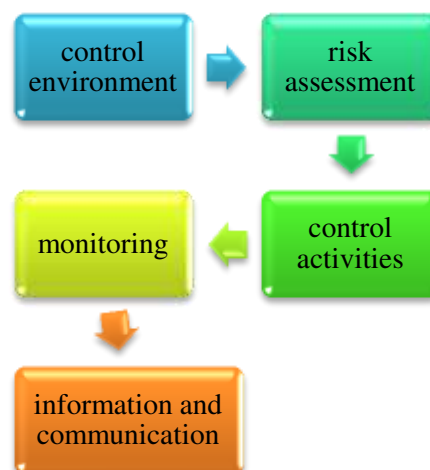 control
environment
risk
assessment
control
activities
monitoring
information and
communication